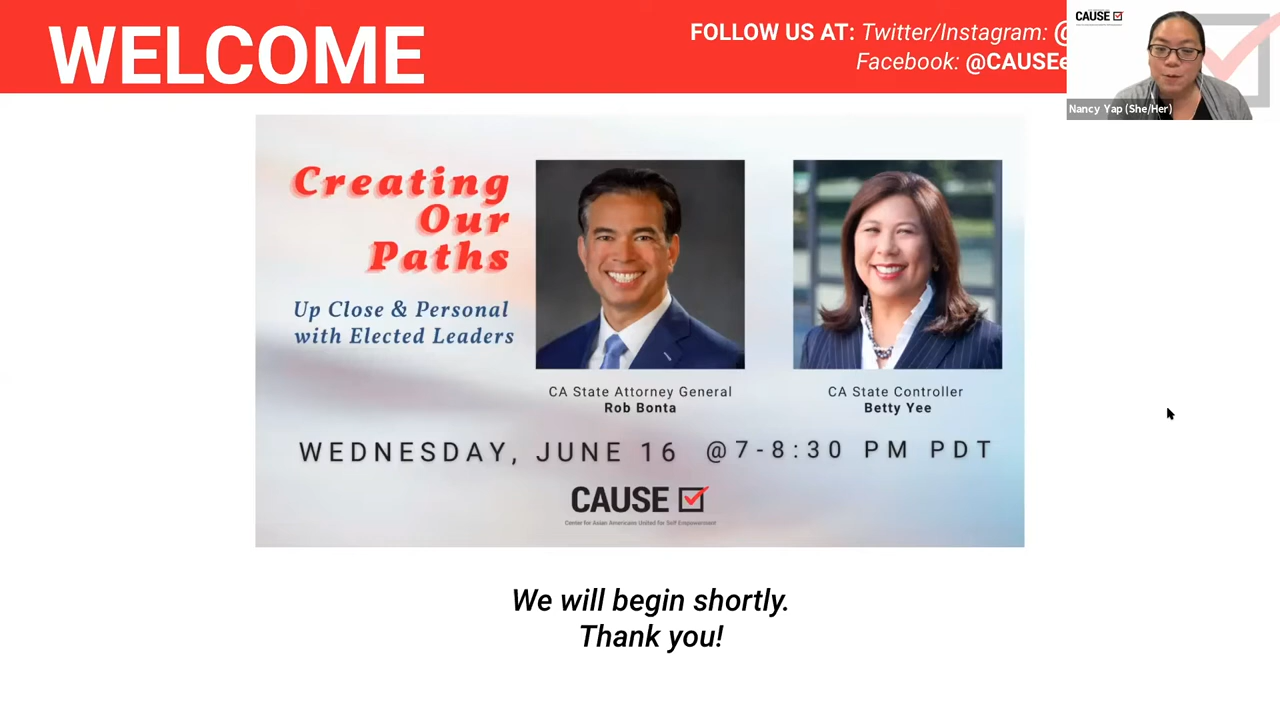 WELCOME
FOLLOW US AT: Twitter/Instagram: @
Facebook: @CAUSEe
CAUSE
Nancy Yap (She/Her)
Creating
Our
Paths
Up Close & Personal
with Elected Leaders
CA State Attorney General
Rob Bonta
CA State Controller
Betty Yee
WEDNESDAY, JUNE 16 @7-8:30 PM PDT
CAUSE
Center for Asian Americans United for Self Empowerment
We will begin shortly.
Thank you!